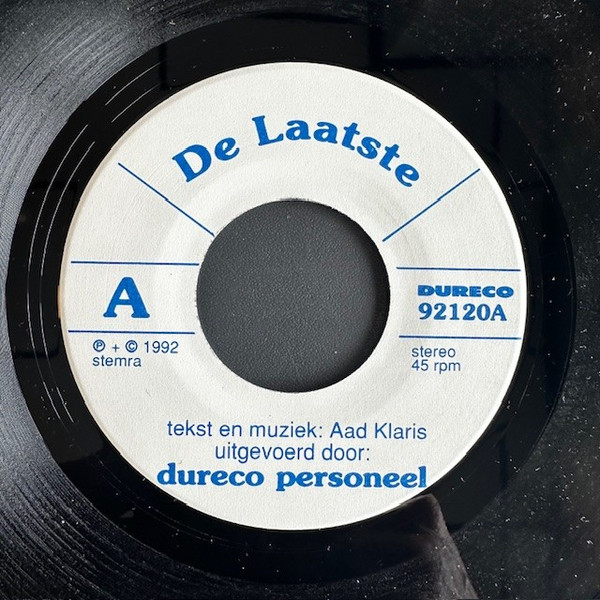 De Laatste
A
DURECO
92120A
℗ + © 1992
stemra
stereo
45 rpm
tekst en muziek: Aad Klaris
uitgevoerd door:
dureco personeel